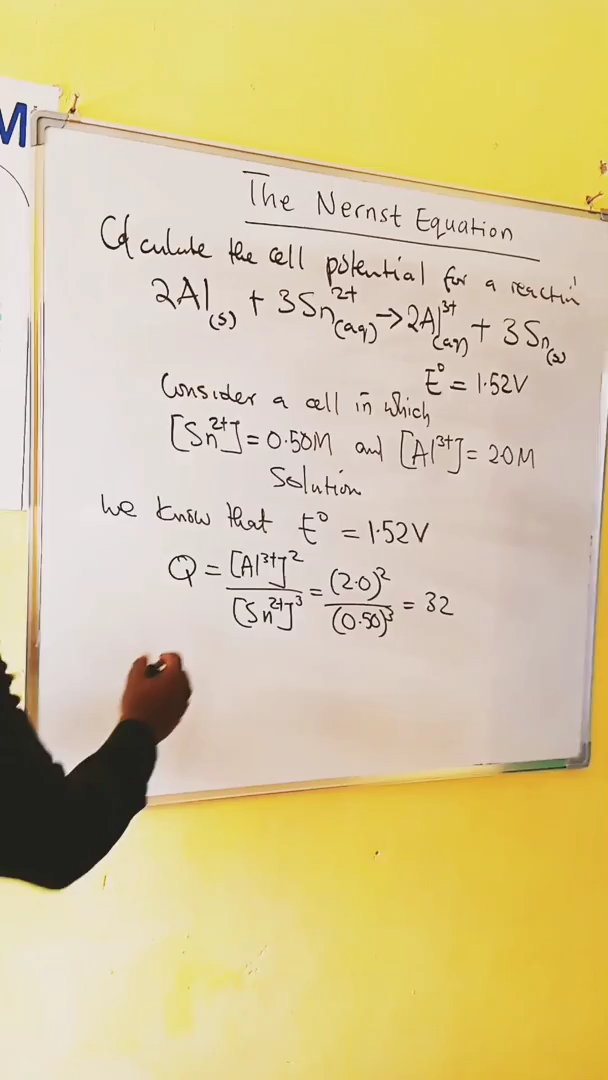 M
The Nernst Equation
Calculate the cell potential for a reactin
2Al(s) + 3Sn²⁺(aq) → 2Al³⁺(aq) + 3Sn(s)
E° = 1.52V
Consider a cell in which
[Sn²⁺] = 0.50M and [Al³⁺] = 2.0M
Solution
We know that E° = 1.52V
Q = [Al³⁺]² / [Sn²⁺]³ = (2.0)² / (0.50)³ = 32